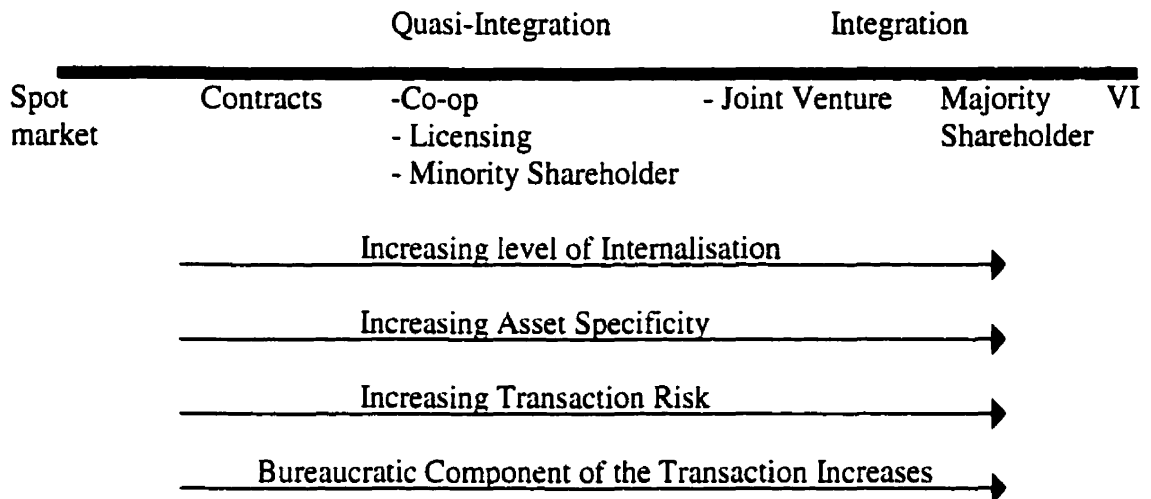 Quasi-Integration Integration
Spot Contracts -Co-op - Joint Venture Majority VI
market - Licensing Shareholder
- Minority Shareholder
Increasing level of Internalisation
Increasing Asset Specificity
Increasing Transaction Risk
Bureaucratic Component of the Transaction Increases